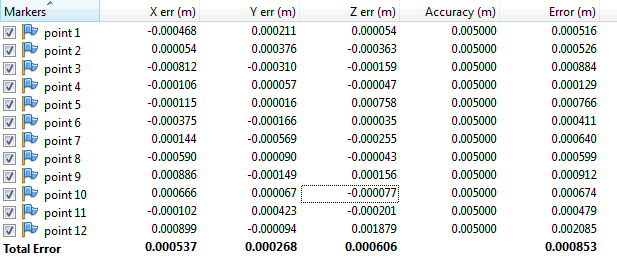 Markers X err (m) Y err (m) Z err (m) Accuracy (m) Error (m)
point 1 -0.000468 0.000211 0.000054 0.005000 0.000516
point 2 0.000054 0.000376 -0.000363 0.005000 0.000526
point 3 -0.000812 -0.000310 -0.000159 0.005000 0.000884
point 4 -0.000106 0.000057 -0.000047 0.005000 0.000129
point 5 -0.000115 0.000016 0.000758 0.005000 0.000766
point 6 -0.000375 -0.000166 0.000035 0.005000 0.000411
point 7 0.000144 -0.000569 -0.000255 0.005000 0.000640
point 8 -0.000590 0.000090 -0.000043 0.005000 0.000599
point 9 0.000886 -0.000149 0.000156 0.005000 0.000912
point 10 0.000666 0.000067 -0.000077 0.005000 0.000674
point 11 -0.000102 0.000423 -0.000201 0.005000 0.000479
point 12 0.000899 -0.000094 0.001879 0.005000 0.002085
Total Error 0.000537 0.000268 0.000606 0.000853